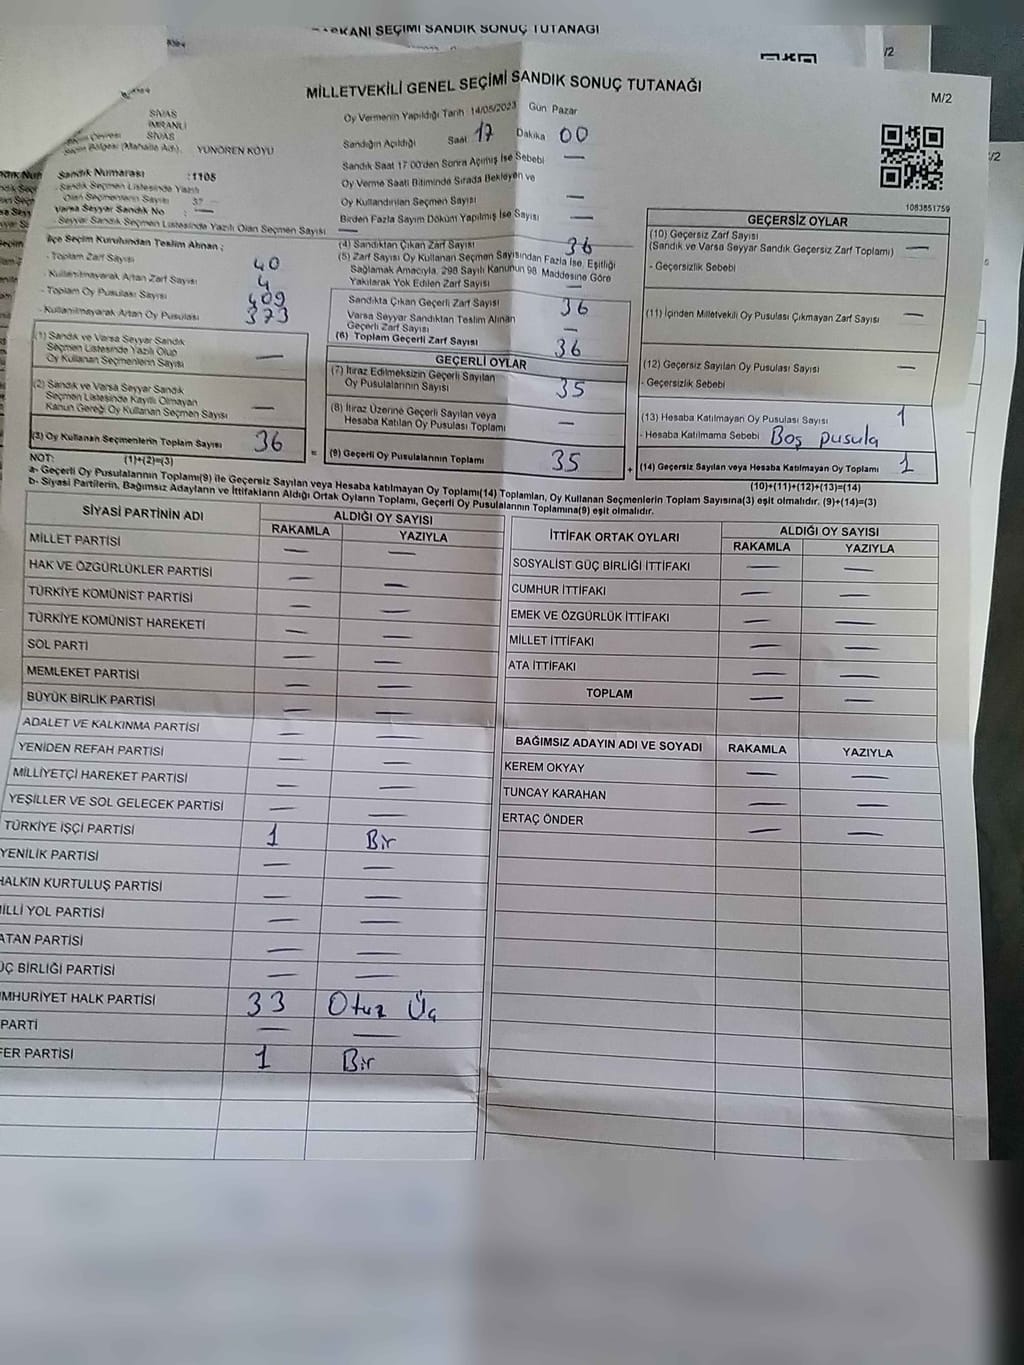 KANI SEÇİMİ SANDIK SONUÇ TUTANAĞI
/2
MİLLETVEKİLİ GENEL SEÇİMİ SANDIK SONUÇ TUTANAĞI
M/2
SİVAS
İMRANLI
SİVAS
Seçim Bölgesi (Mahalle Adı): YÜNÖREN KÖYÜ
Sandık Numarası :1105
- Sandık Seçmen Listesinde Yazılı
Olan Seçmenlerin Sayısı 37
Varsa Seyyar Sandık No : —
- Seyyar Sandık Seçmen Listesinde Yazılı Olan Seçmen Sayısı —
Oy Vermenin Yapıldığı Tarih 14/05/2023 Gün Pazar
Sandığın Açıldığı Saat 17 Dakika 00
Sandık Saat 17:00'den Sonra Açılmış İse Sebebi —
Oy Verme Saati Bitiminde Sırada Bekleyen ve
Oy Kullandırılan Seçmen Sayısı —
Birden Fazla Sayım Döküm Yapılmış İse Sayısı —
1083851759
İlçe Seçim Kurulundan Teslim Alınan ;
- Toplam Zarf Sayısı 40
- Kullanılmayarak Artan Zarf Sayısı 4
- Toplam Oy Pusulası Sayısı 409
- Kullanılmayarak Artan Oy Pusulası 373
(1) Sandık ve Varsa Seyyar Sandık
Seçmen Listesinde Yazılı Olup
Oy Kullanan Seçmenlerin Sayısı —
(2) Sandık ve Varsa Seyyar Sandık
Seçmen Listesinde Kayıtlı Olmayan
Kanun Gereği Oy Kullanan Seçmen Sayısı —
(3) Oy Kullanan Seçmenlerin Toplam Sayısı 36
(4) Sandıktan Çıkan Zarf Sayısı 36
(5) Zarf Sayısı Oy Kullanan Seçmen Sayısından Fazla İse, Eşitliği
Sağlamak Amacıyla, 298 Sayılı Kanunun 98. Maddesine Göre
Yakılarak Yok Edilen Zarf Sayısı —
Sandıkta Çıkan Geçerli Zarf Sayısı 36
Varsa Seyyar Sandıktan Teslim Alınan
Geçerli Zarf Sayısı —
(6) Toplam Geçerli Zarf Sayısı 36
GEÇERLİ OYLAR
(7) İtiraz Edilmeksizin Geçerli Sayılan
Oy Pusulalarının Sayısı 35
(8) İtiraz Üzerine Geçerli Sayılan veya
Hesaba Katılan Oy Pusulası Toplamı —
= (9) Geçerli Oy Pusulalarının Toplamı 35
GEÇERSİZ OYLAR
(10) Geçersiz Zarf Sayısı
(Sandık ve Varsa Seyyar Sandık Geçersiz Zarf Toplamı) —
- Geçersizlik Sebebi
(11) İçinden Milletvekili Oy Pusulası Çıkmayan Zarf Sayısı —
(12) Geçersiz Sayılan Oy Pusulası Sayısı —
- Geçersizlik Sebebi
(13) Hesaba Katılmayan Oy Pusulası Sayısı 1
- Hesaba Katılmama Sebebi Boş pusula
+ (14) Geçersiz Sayılan veya Hesaba Katılmayan Oy Toplamı 1
NOT: (1)+(2)=(3)
(10)+(11)+(12)+(13)=(14)
a- Geçerli Oy Pusulalarının Toplamı(9) ile Geçersiz Sayılan veya Hesaba katılmayan Oy Toplamı(14) Toplamları, Oy Kullanan Seçmenlerin Toplam Sayısına(3) eşit olmalıdır. (9)+(14)=(3)
b- Siyasi Partilerin, Bağımsız Adayların ve İttifakların Aldığı Ortak Oyların Toplamı, Geçerli Oy Pusulalarının Toplamına(9) eşit olmalıdır.
SİYASİ PARTİNİN ADI ALDIĞI OY SAYISI
RAKAMLA YAZIYLA
MİLLET PARTİSİ — —
HAK VE ÖZGÜRLÜKLER PARTİSİ — —
TÜRKİYE KOMÜNİST PARTİSİ — —
TÜRKİYE KOMÜNİST HAREKETİ — —
SOL PARTİ — —
MEMLEKET PARTİSİ — —
BÜYÜK BİRLİK PARTİSİ — —
ADALET VE KALKINMA PARTİSİ — —
YENİDEN REFAH PARTİSİ — —
MİLLİYETÇİ HAREKET PARTİSİ — —
YEŞİLLER VE SOL GELECEK PARTİSİ — —
TÜRKİYE İŞÇİ PARTİSİ 1 Bir
YENİLİK PARTİSİ — —
HALKIN KURTULUŞ PARTİSİ — —
İLLİ YOL PARTİSİ — —
ATAN PARTİSİ — —
ÜÇ BİRLİĞİ PARTİSİ — —
MHURİYET HALK PARTİSİ 33 Otuz Üç
PARTİ — —
FER PARTİSİ 1 Bir
İTTİFAK ORTAK OYLARI ALDIĞI OY SAYISI
RAKAMLA YAZIYLA
SOSYALİST GÜÇ BİRLİĞİ İTTİFAKI — —
CUMHUR İTTİFAKI — —
EMEK VE ÖZGÜRLÜK İTTİFAKI — —
MİLLET İTTİFAKI — —
ATA İTTİFAKI — —
TOPLAM — —
BAĞIMSIZ ADAYIN ADI VE SOYADI RAKAMLA YAZIYLA
KEREM OKYAY — —
TUNCAY KARAHAN — —
ERTAÇ ÖNDER — —